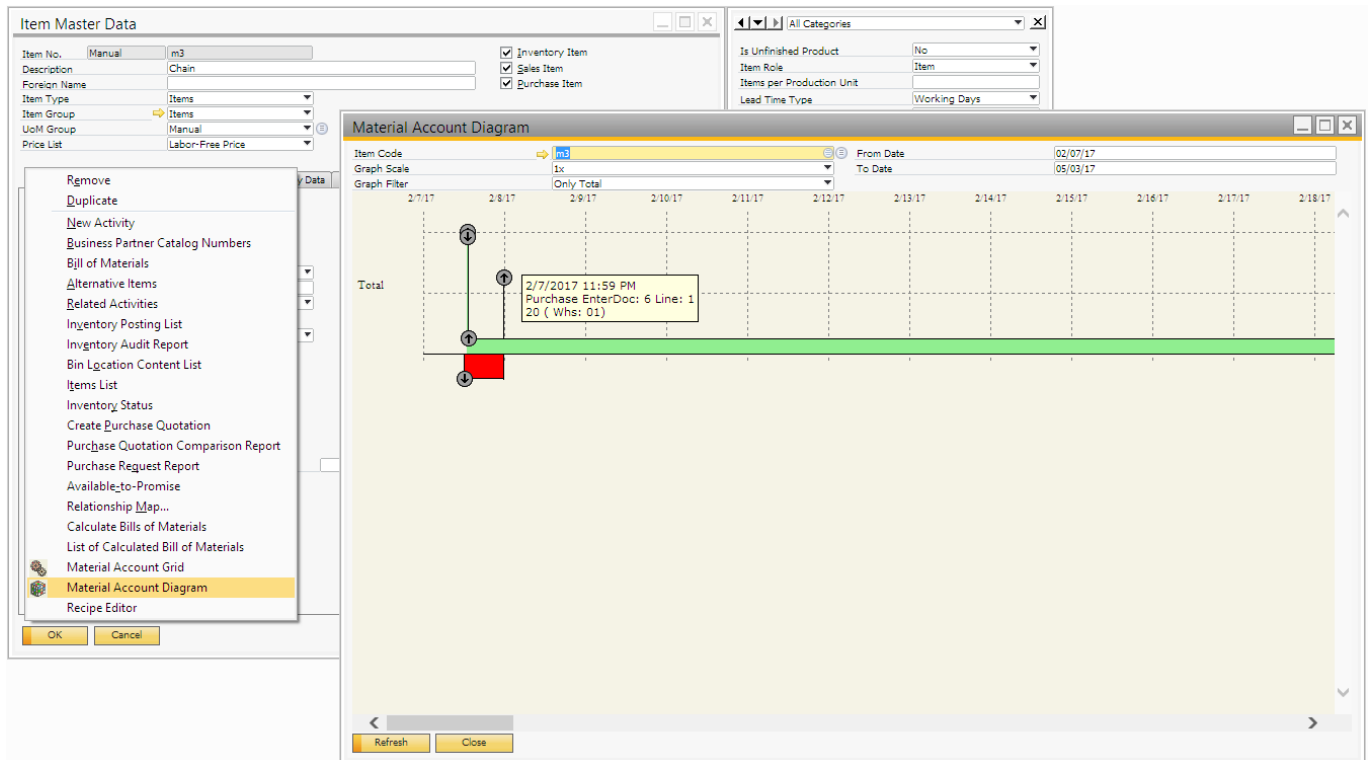 Item Master Data
Item No. Manual m3
Description Chain
Foreign Name
Item Type Items
Item Group Items
UoM Group Manual
Price List Labor-Free Price
Inventory Item
Sales Item
Purchase Item
All Categories
Is Unfinished Product No
Item Role Item
Items per Production Unit
Lead Time Type Working Days
y Data
Remove
Duplicate
New Activity
Business Partner Catalog Numbers
Bill of Materials
Alternative Items
Related Activities
Inventory Posting List
Inventory Audit Report
Bin Location Content List
Items List
Inventory Status
Create Purchase Quotation
Purchase Quotation Comparison Report
Purchase Request Report
Available-to-Promise
Relationship Map...
Calculate Bills of Materials
List of Calculated Bill of Materials
Material Account Grid
Material Account Diagram
Recipe Editor
OK Cancel
Material Account Diagram
Item Code m3 From Date 02/07/17
Graph Scale 1x To Date 05/03/17
Graph Filter Only Total
2/7/17 2/8/17 2/9/17 2/10/17 2/11/17 2/12/17 2/13/17 2/14/17 2/15/17 2/16/17 2/17/17 2/18/17
Total
2/7/2017 11:59 PM
Purchase EnterDoc: 6 Line: 1
20 ( Whs: 01)
Refresh Close